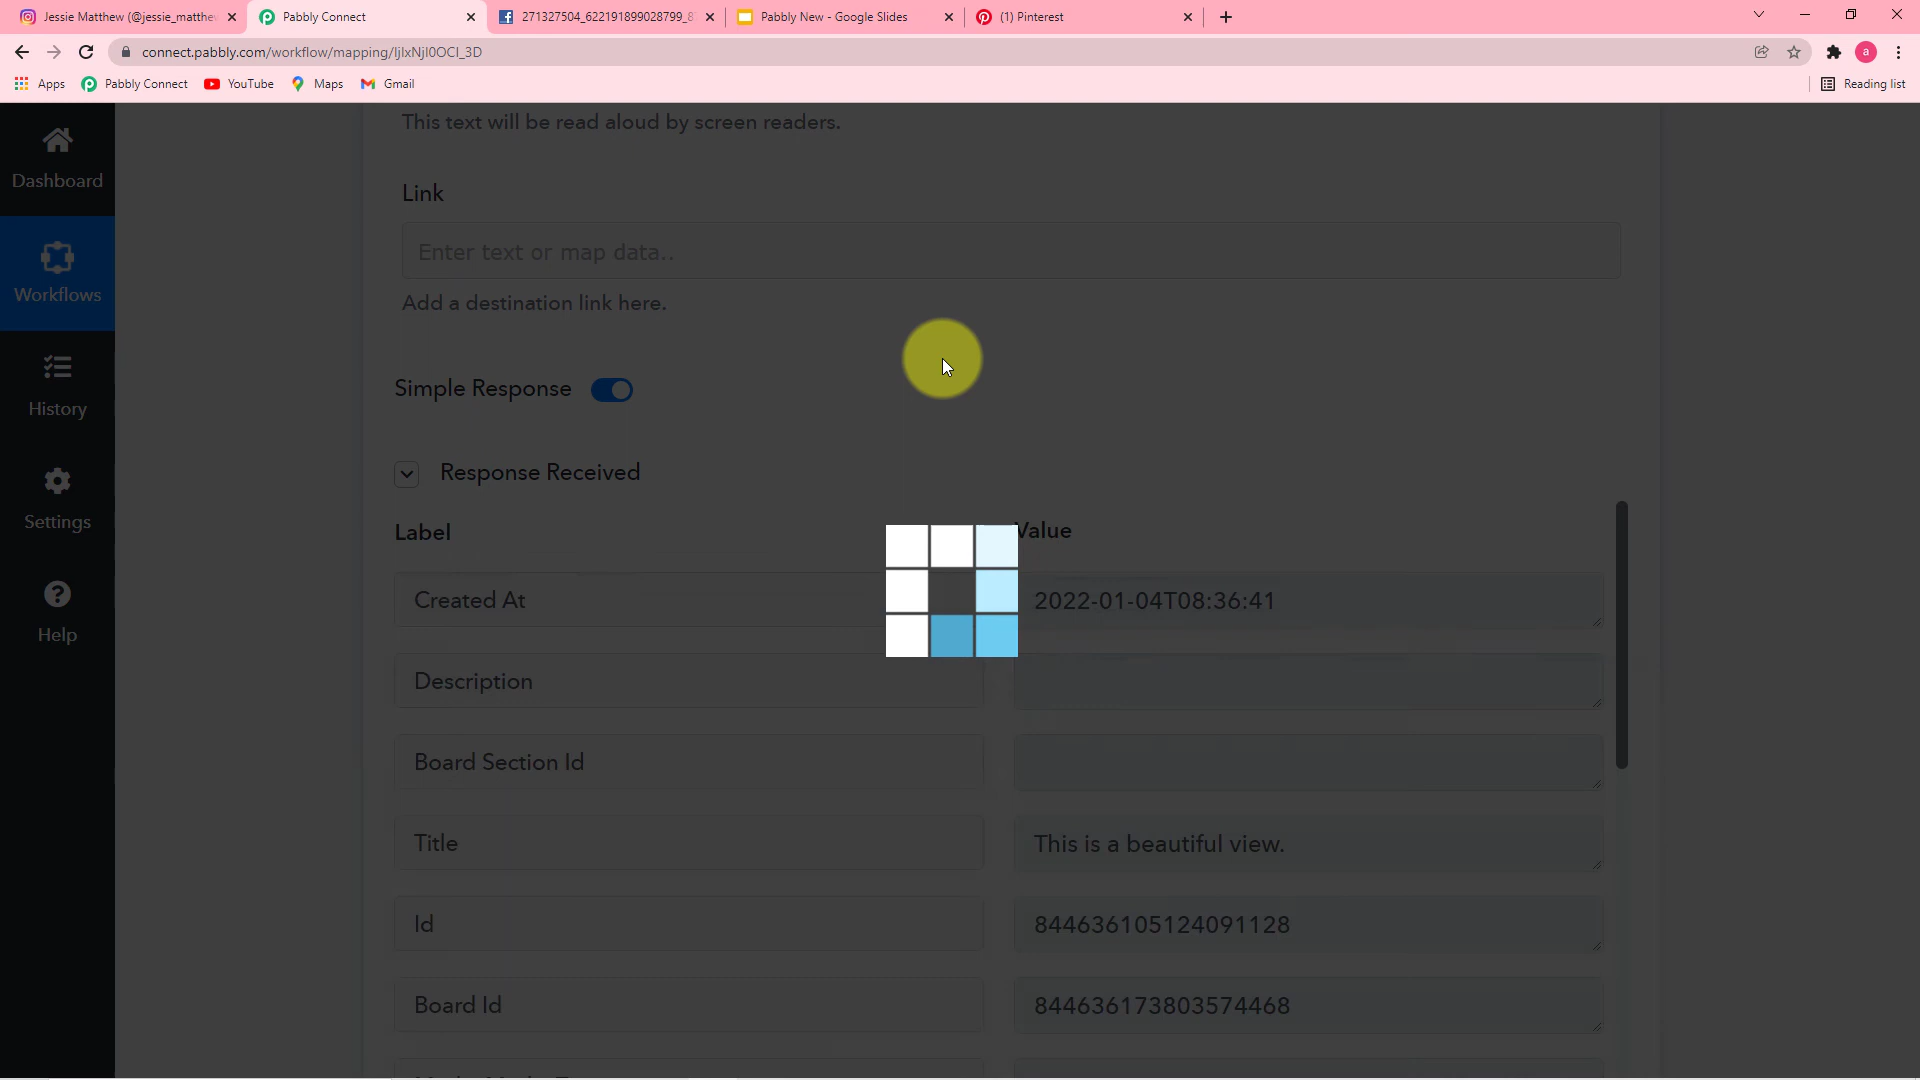 Jessie Matthew (@jessie_matthe
Pabbly Connect
271327504_622191899028799_8
Pabbly New - Google Slides
(1) Pinterest
connect.pabbly.com/workflow/mapping/IjIxNjI0OCI_3D
a
Apps
Pabbly Connect
YouTube
Maps
Gmail
Reading list
This text will be read aloud by screen readers.
Dashboard
Link
Enter text or map data..
Workflows
Add a destination link here.
Simple Response
History
Response Received
Settings
Label
Value
Created At
2022-01-04T08:36:41
Help
Description
Board Section Id
Title
This is a beautiful view.
Id
844636105124091128
Board Id
844636173803574468